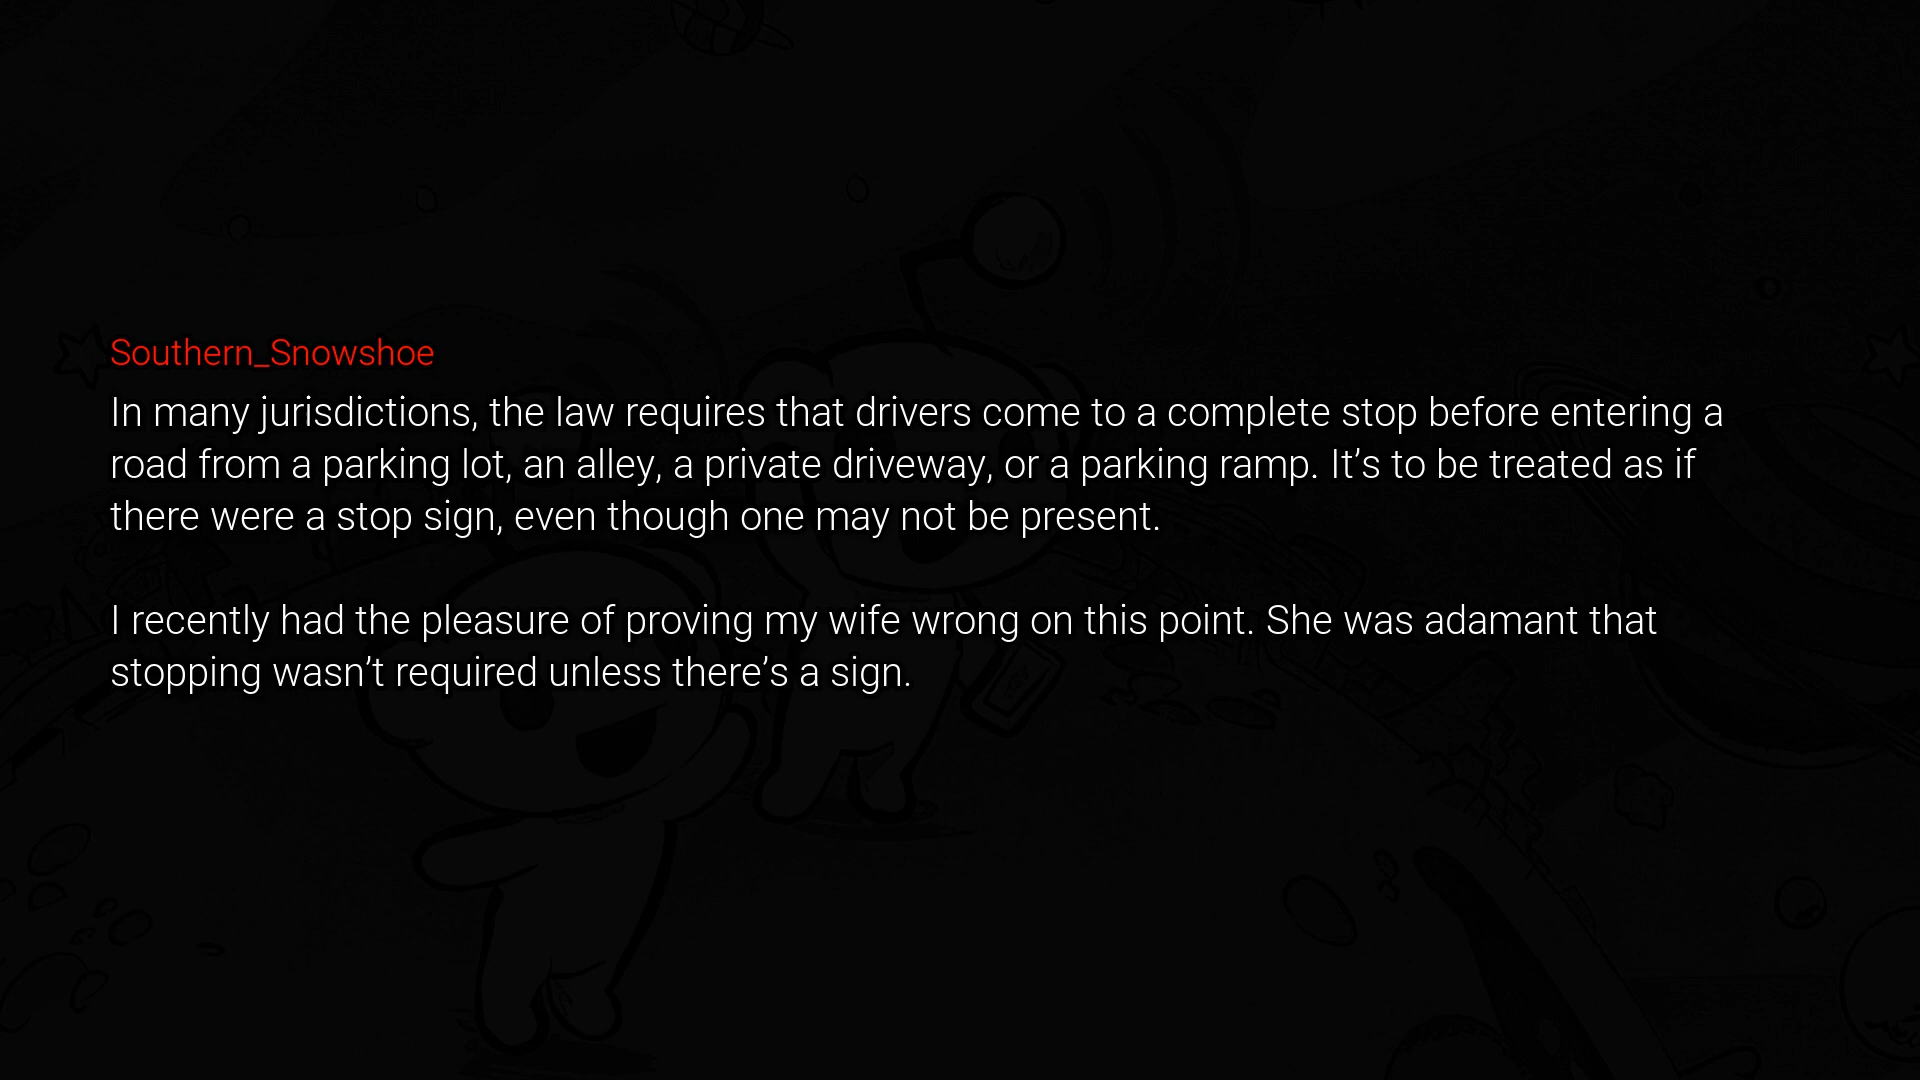 Southern_Snowshoe
In many jurisdictions, the law requires that drivers come to a complete stop before entering a
road from a parking lot, an alley, a private driveway, or a parking ramp. It’s to be treated as if
there were a stop sign, even though one may not be present.
I recently had the pleasure of proving my wife wrong on this point. She was adamant that
stopping wasn’t required unless there’s a sign.